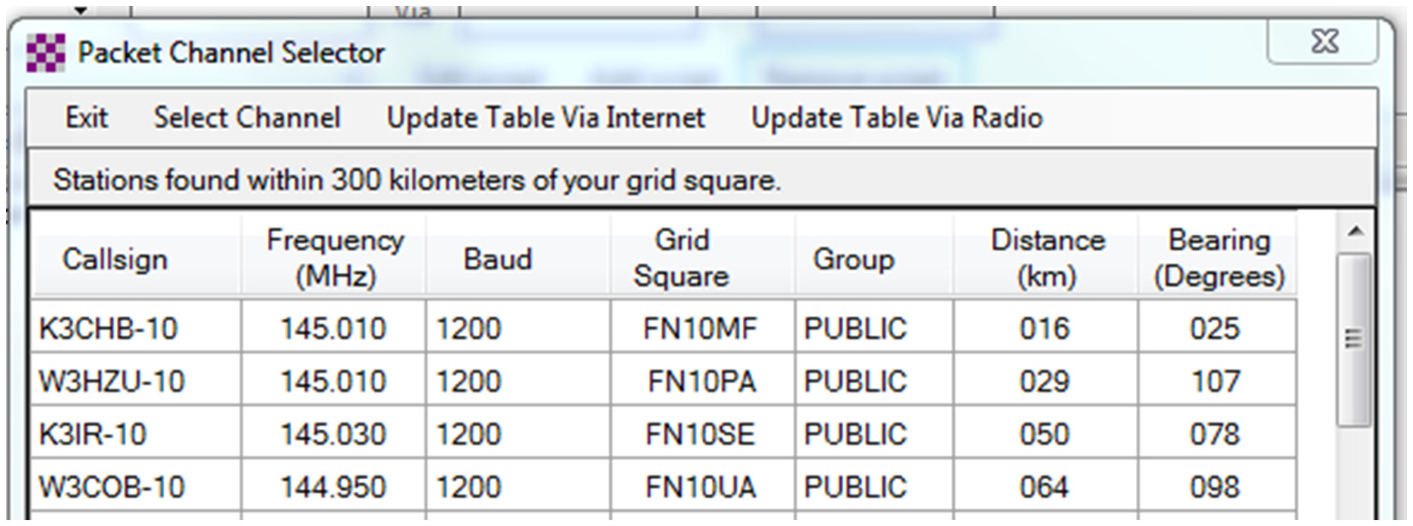 Via
Packet Channel Selector
Exit Select Channel Update Table Via Internet Update Table Via Radio
Stations found within 300 kilometers of your grid square.
Callsign Frequency (MHz) Baud Grid Square Group Distance (km) Bearing (Degrees)
K3CHB-10 145.010 1200 FN10MF PUBLIC 016 025
W3HZU-10 145.010 1200 FN10PA PUBLIC 029 107
K3IR-10 145.030 1200 FN10SE PUBLIC 050 078
W3COB-10 144.950 1200 FN10UA PUBLIC 064 098